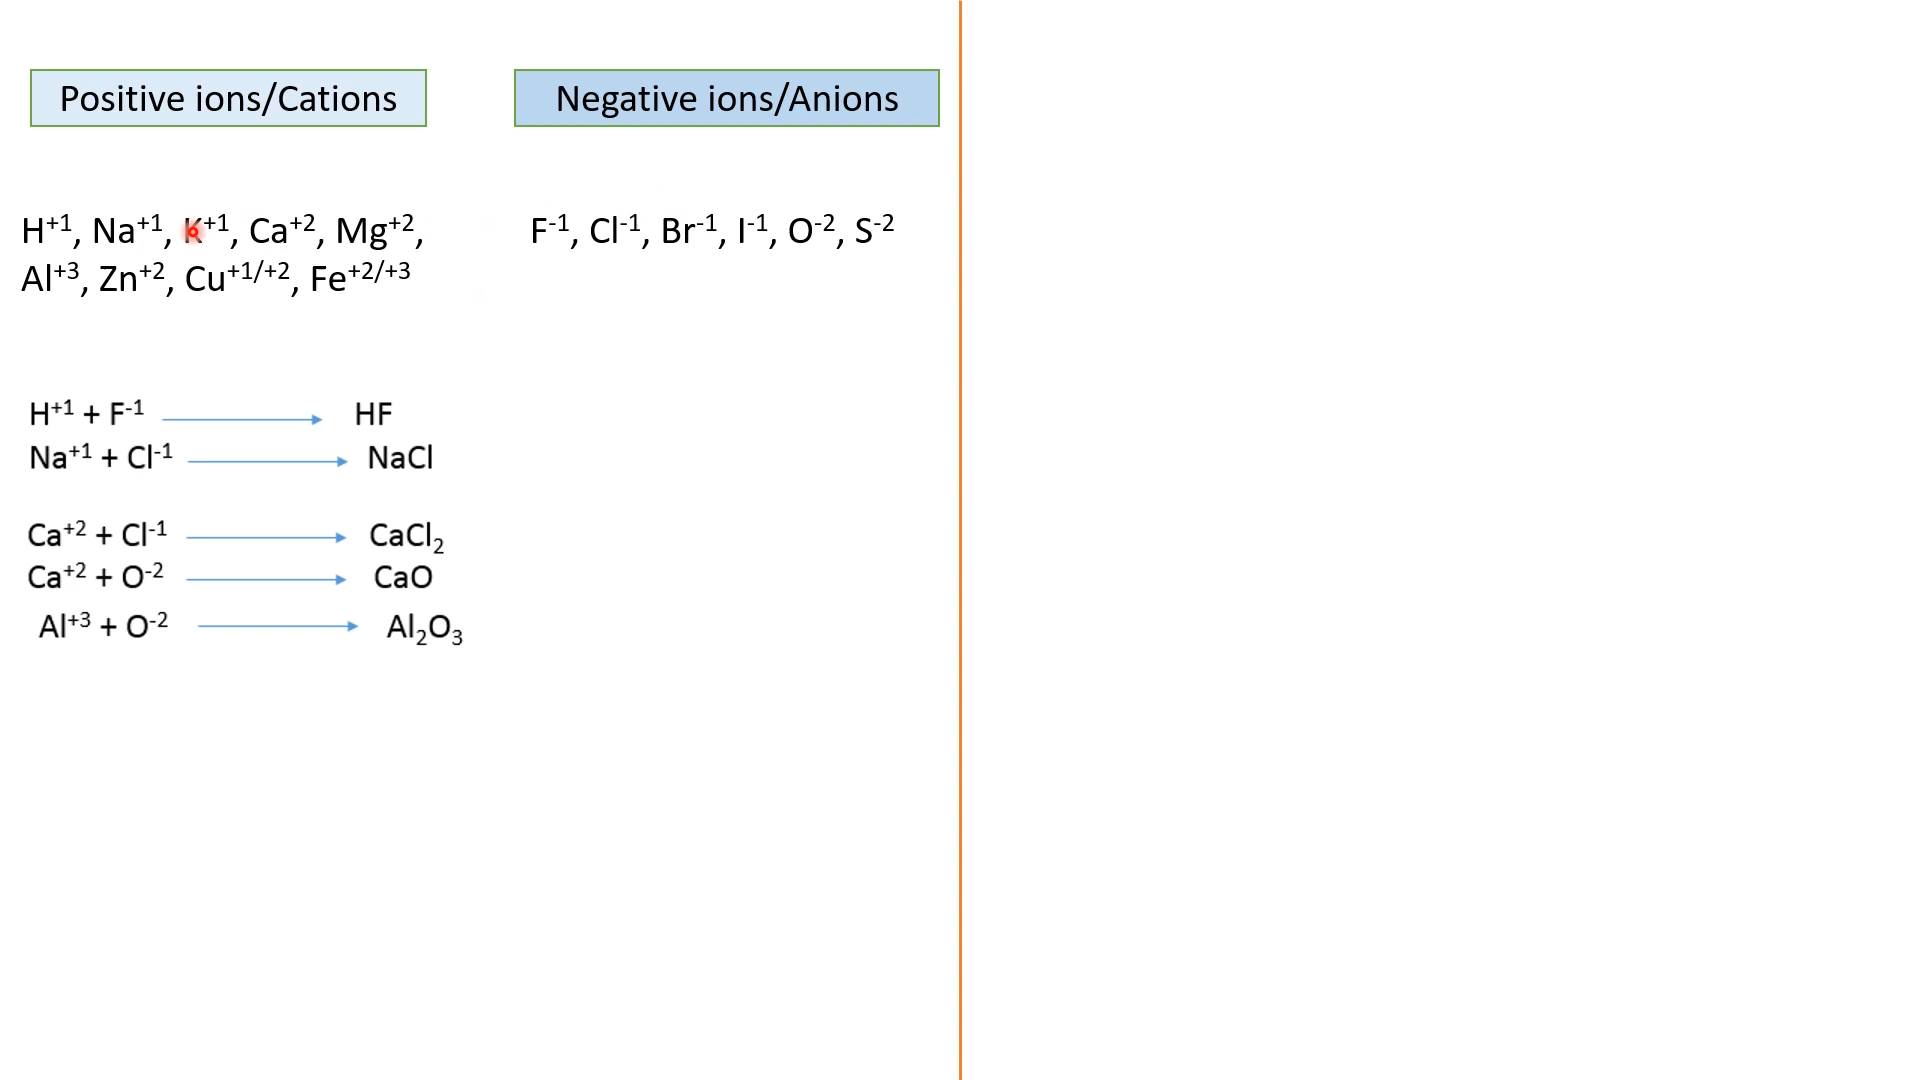 Positive ions/Cations
Negative ions/Anions
H⁺¹, Na⁺¹, K⁺¹, Ca⁺², Mg⁺²,
Al⁺³, Zn⁺², Cu⁺¹/⁺², Fe⁺²/⁺³
F⁻¹, Cl⁻¹, Br⁻¹, I⁻¹, O⁻², S⁻²
H⁺¹ + F⁻¹ → HF
Na⁺¹ + Cl⁻¹ → NaCl
Ca⁺² + Cl⁻¹ → CaCl₂
Ca⁺² + O⁻² → CaO
Al⁺³ + O⁻² → Al₂O₃